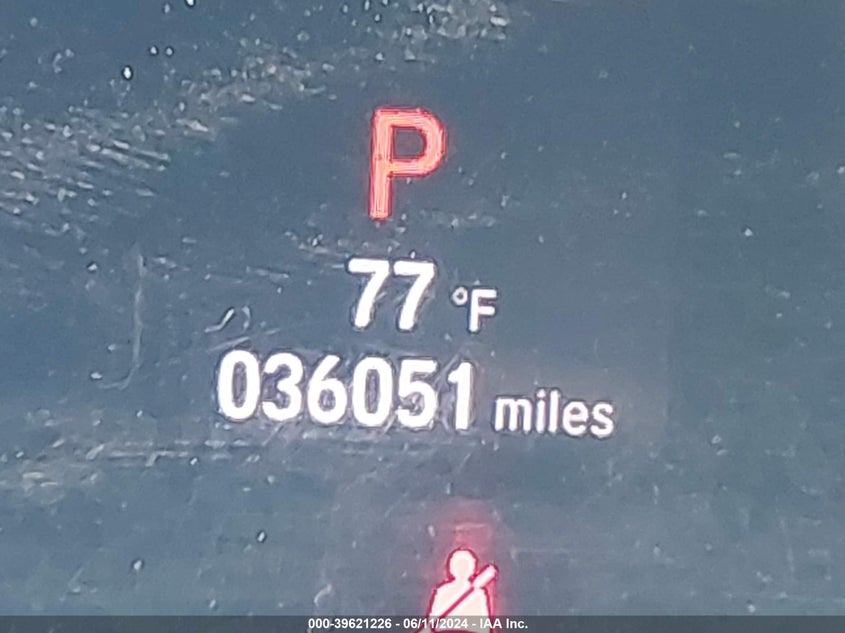 P
77 °F
036051 miles
000-39621226 - 06/11/2024 - IAA Inc.